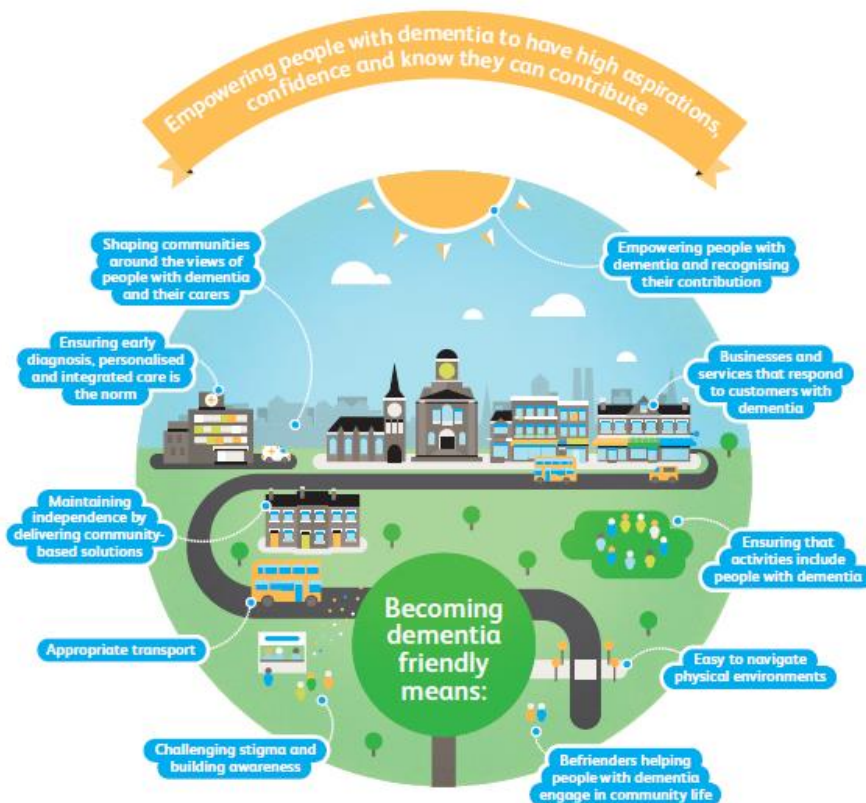 Empowering people with dementia to have high aspirations,
confidence and know they can contribute
Shaping communities
around the views of
people with dementia
and their carers
Empowering people with
dementia and recognising
their contribution
Ensuring early
diagnosis, personalised
and integrated care is
the norm
Businesses and
services that respond
to customers with
dementia
Maintaining
independence by
delivering community-
based solutions
Ensuring that
activities include
people with dementia
Becoming
dementia
friendly
means:
Appropriate transport
Easy to navigate
physical environments
Challenging stigma and
building awareness
Befrienders helping
people with dementia
engage in community life